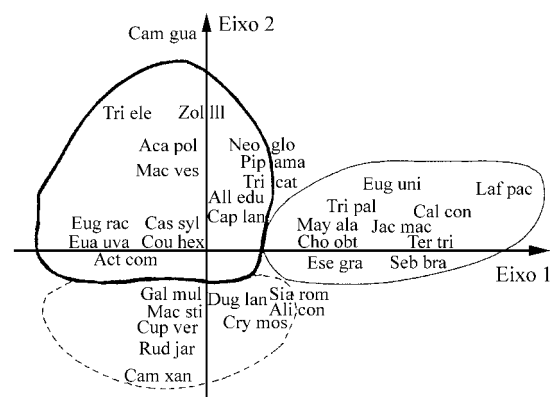 Cam gua
Eixo 2
Tri ele Zol lll
Aca pol Neo glo
Mac ves Pip ama
Tri cat
All edu
Cap lan
Eug uni Laf pac
Tri pal Cal con
Eug rac Cas syl May ala Jac mac
Eua uva Cou hex Cho obt Ter tri
Act com Ese gra Seb bra
Eixo 1
Gal mul Dug lan Sia rom
Mac sti Ali con
Cup ver Cry mos
Rud jar
Cam xan